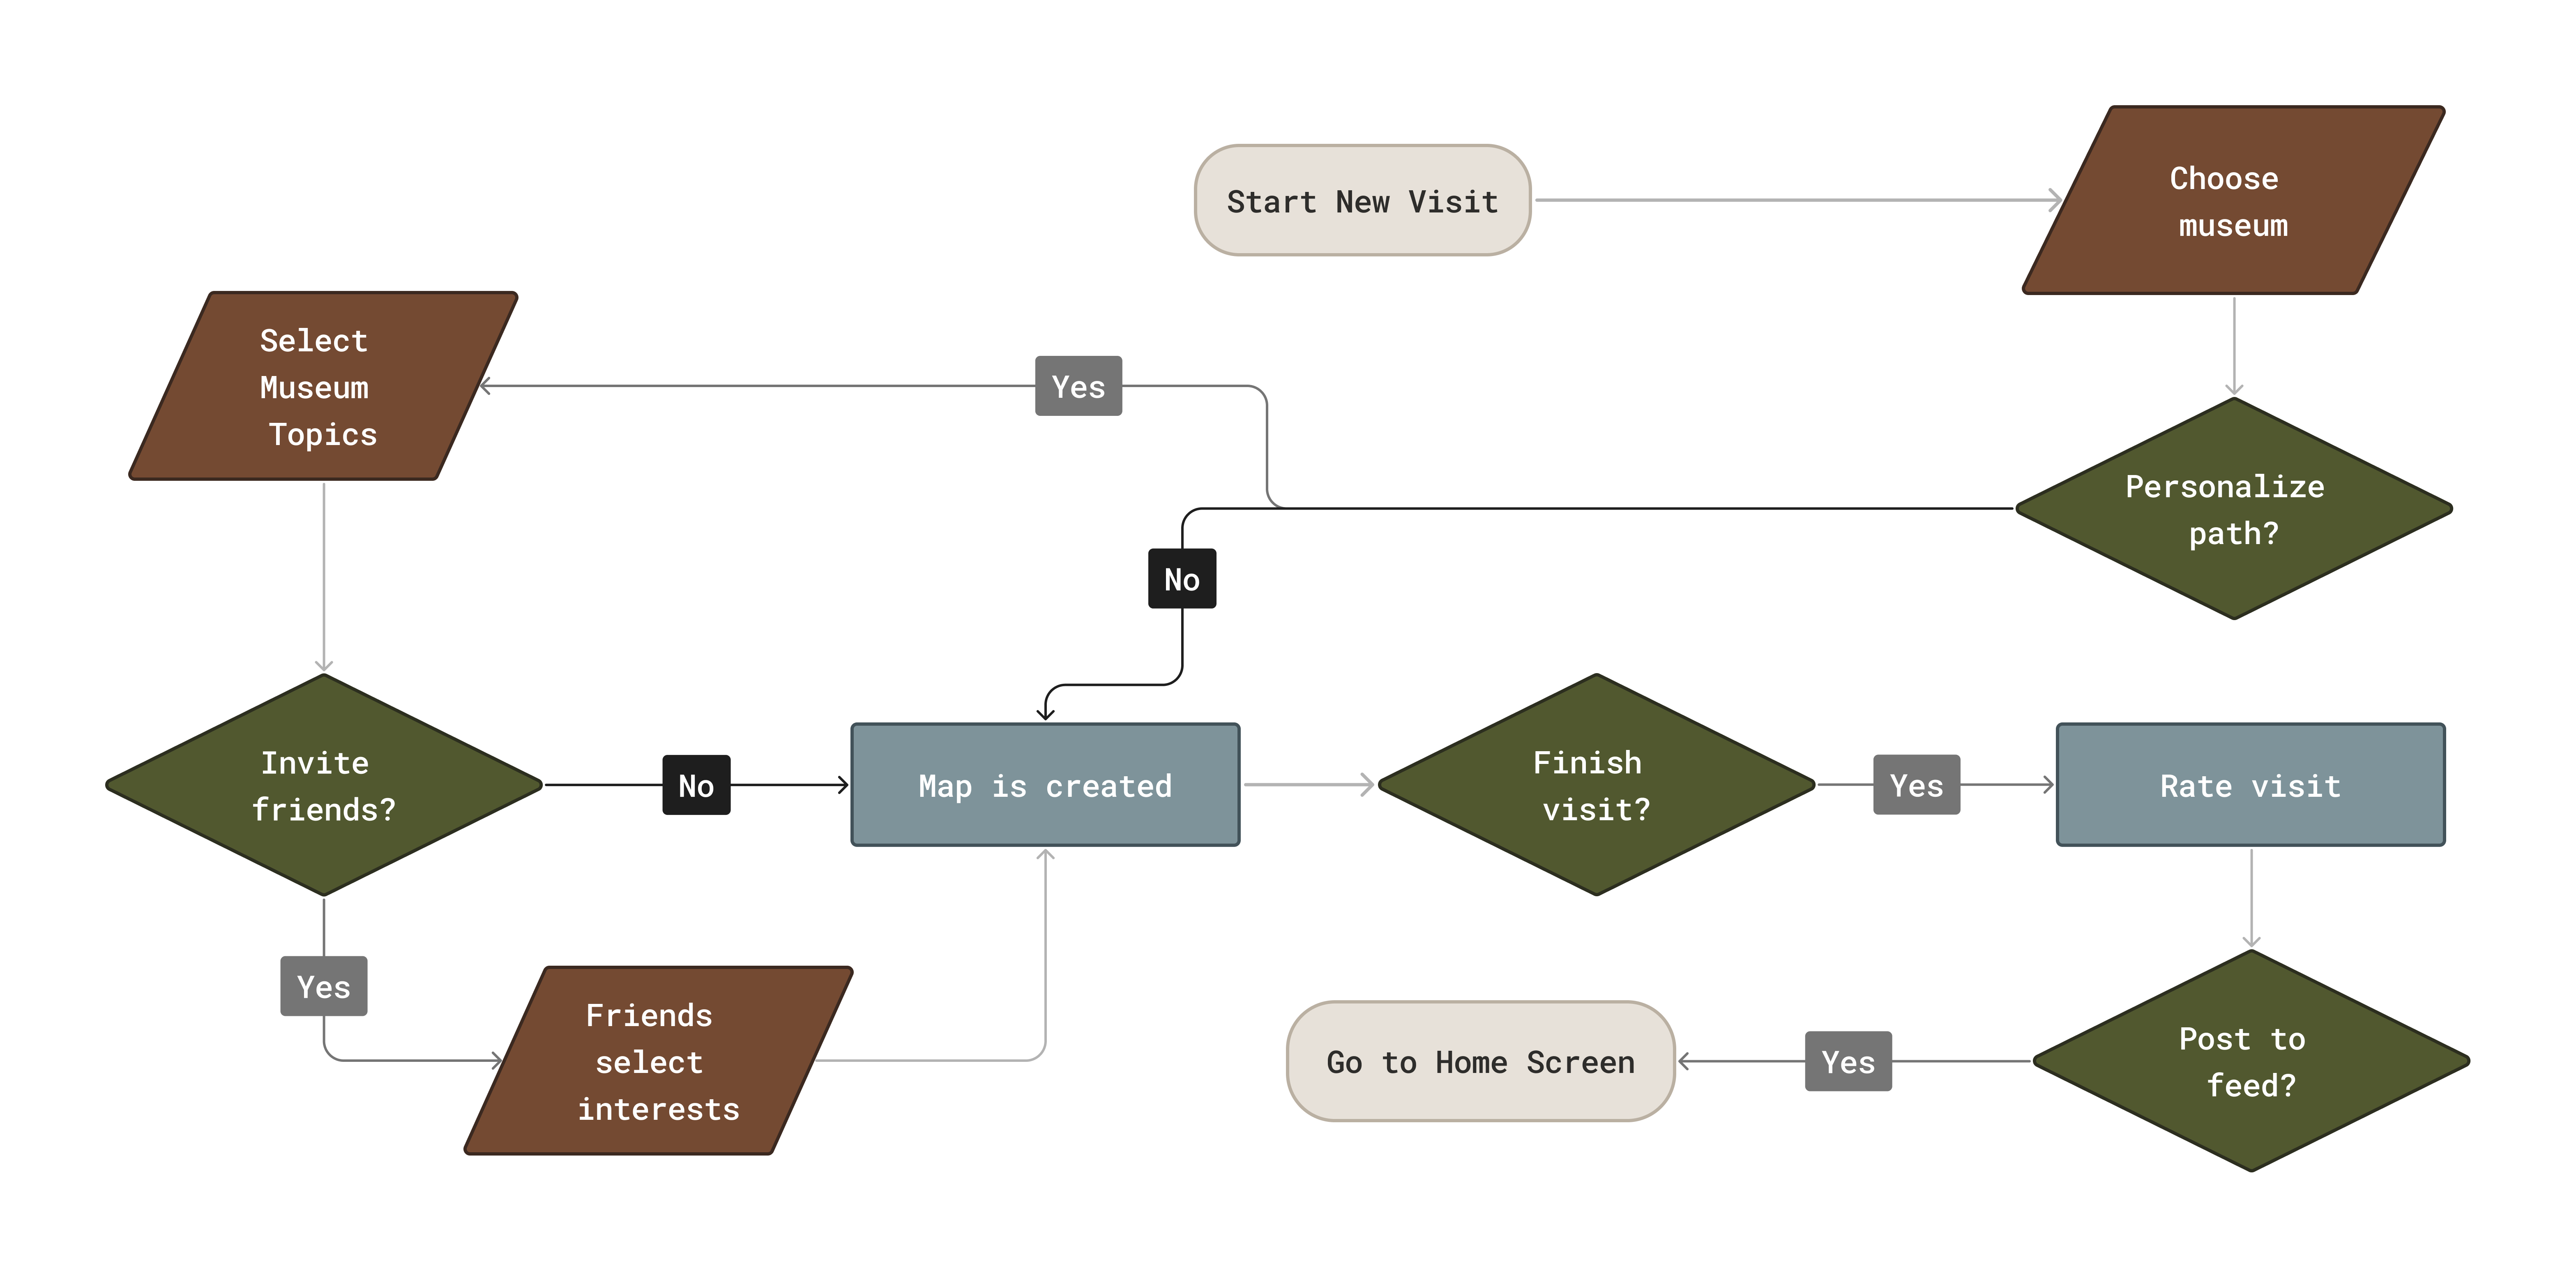 Start New Visit
Choose
museum
Select
Museum
Topics
Yes
Personalize
path?
No
Invite
friends?
No
Map is created
Finish
visit?
Yes
Rate visit
Yes
Friends
select
interests
Go to Home Screen
Yes
Post to
feed?